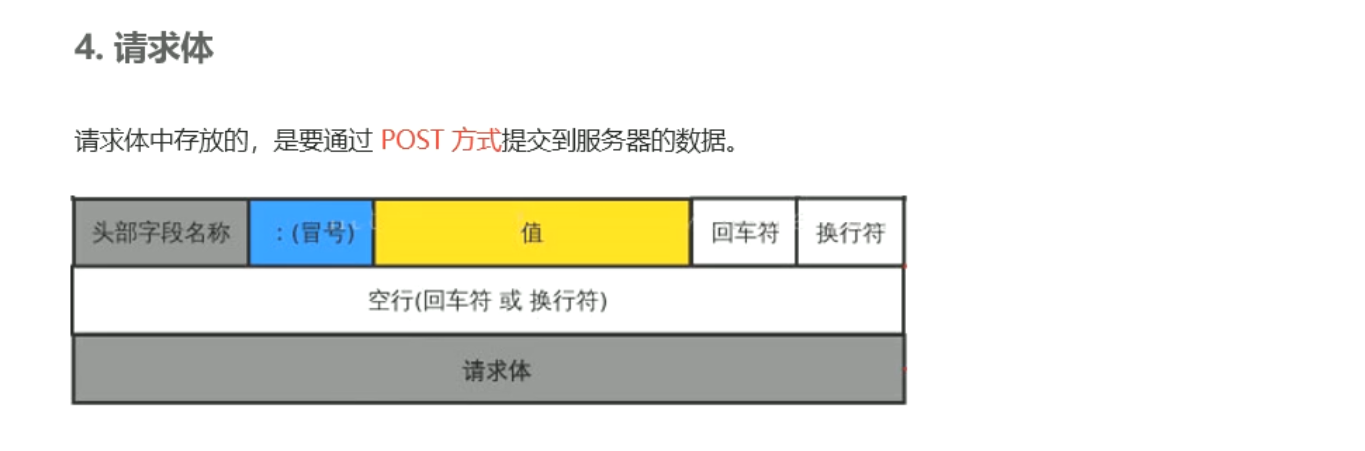 4. 请求体
请求体中存放的，是要通过 POST 方式提交到服务器的数据。
头部字段名称 : (冒号) 值 回车符 换行符
空行(回车符 或 换行符)
请求体